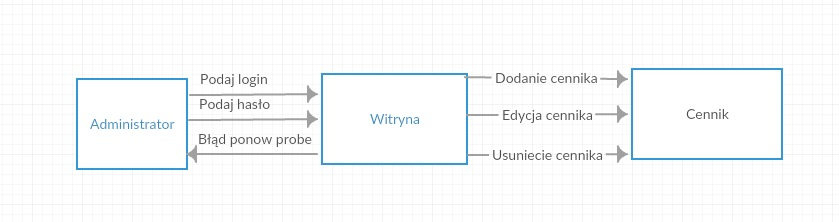 Administrator
Podaj login
Podaj hasło
Błąd ponow probe
Witryna
Dodanie cennika
Edycja cennika
Usuniecie cennika
Cennik